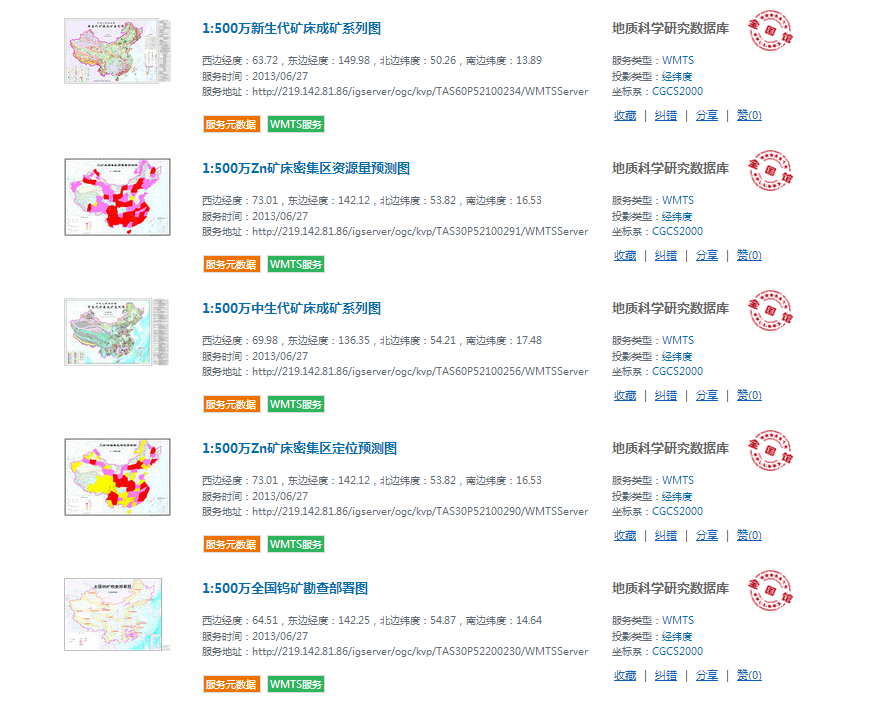 1:500万新生代矿床成矿系列图
西边经度：63.72，东边经度：149.98，北边纬度：50.26，南边纬度：13.89
服务时间：2013/06/27
服务地址：http://219.142.81.86/igserver/ogc/kvp/TAS60P52100234/WMTSServer
服务元数据 WMTS服务
地质科学研究数据库
全国馆
服务类型：WMTS
投影类型：经纬度
坐标系：CGCS2000
收藏 | 纠错 | 分享 | 赞(0)
1:500万Zn矿床密集区资源量预测图
西边经度：73.01，东边经度：142.12，北边纬度：53.82，南边纬度：16.53
服务时间：2013/06/27
服务地址：http://219.142.81.86/igserver/ogc/kvp/TAS30P52100291/WMTSServer
服务元数据 WMTS服务
地质科学研究数据库
全国馆
服务类型：WMTS
投影类型：经纬度
坐标系：CGCS2000
收藏 | 纠错 | 分享 | 赞(0)
1:500万中生代矿床成矿系列图
西边经度：69.98，东边经度：136.35，北边纬度：54.21，南边纬度：17.48
服务时间：2013/06/27
服务地址：http://219.142.81.86/igserver/ogc/kvp/TAS60P52100256/WMTSServer
服务元数据 WMTS服务
地质科学研究数据库
全国馆
服务类型：WMTS
投影类型：经纬度
坐标系：CGCS2000
收藏 | 纠错 | 分享 | 赞(0)
1:500万Zn矿床密集区定位预测图
西边经度：73.01，东边经度：142.12，北边纬度：53.82，南边纬度：16.53
服务时间：2013/06/27
服务地址：http://219.142.81.86/igserver/ogc/kvp/TAS30P52100290/WMTSServer
服务元数据 WMTS服务
地质科学研究数据库
全国馆
服务类型：WMTS
投影类型：经纬度
坐标系：CGCS2000
收藏 | 纠错 | 分享 | 赞(0)
全国钨矿勘查部署图
1:500万全国钨矿勘查部署图
西边经度：64.51，东边经度：142.25，北边纬度：54.87，南边纬度：14.64
服务时间：2013/06/27
服务地址：http://219.142.81.86/igserver/ogc/kvp/TAS30P52200230/WMTSServer
服务元数据 WMTS服务
地质科学研究数据库
全国馆
服务类型：WMTS
投影类型：经纬度
坐标系：CGCS2000
收藏 | 纠错 | 分享 | 赞(0)